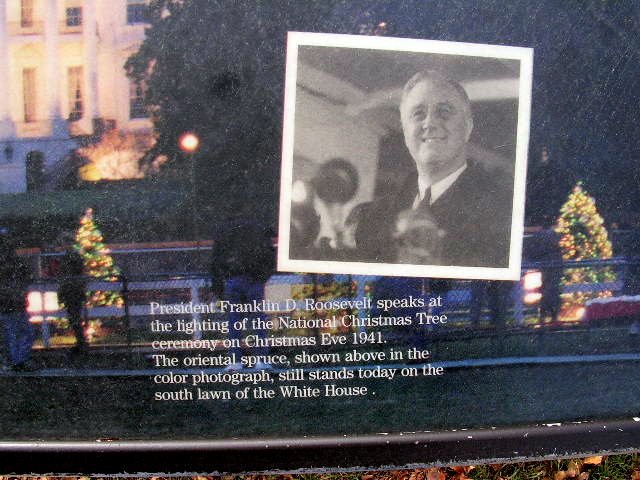 President Franklin D. Roosevelt speaks at
the lighting of the National Christmas Tree
ceremony on Christmas Eve 1941.
The oriental spruce, shown above in the
color photograph, still stands today on the
south lawn of the White House .